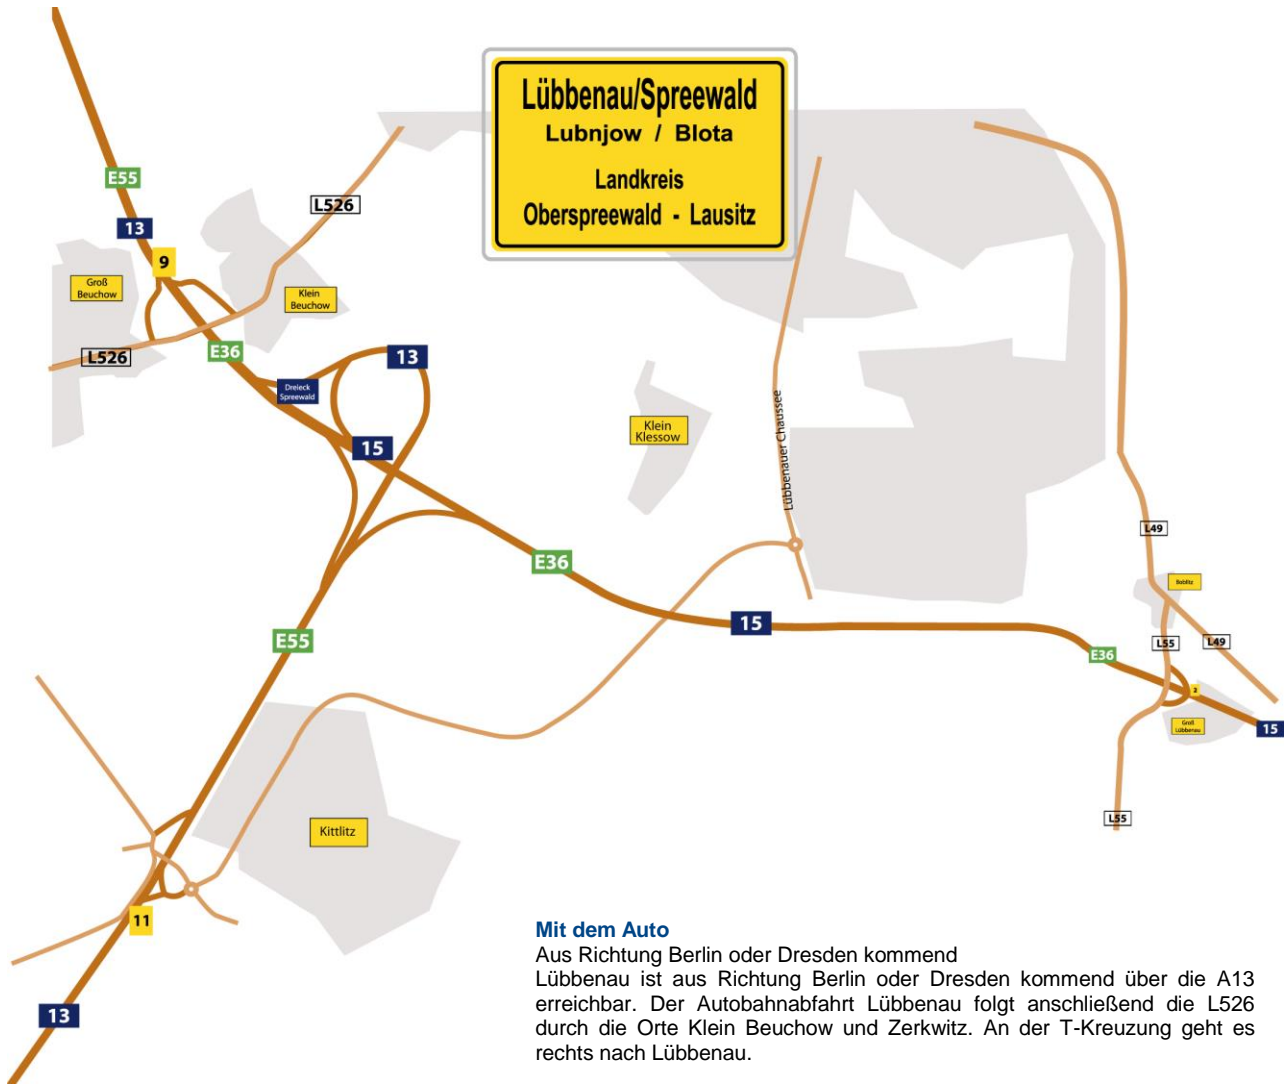 Lübbenau/Spreewald
Lubnjow / Blota
Landkreis
Oberspreewald - Lausitz
E55
13
L526
9
Groß
Beuchow
Klein
Beuchow
L526
E36
13
Dreieck
Spreewald
15
Klein
Klessow
Lübbenauer Chaussee
E36
L49
Boblitz
15
E55
L55
L49
E36
2
Groß
Lübbenau
15
L55
Kittlitz
11
13
Mit dem Auto
Aus Richtung Berlin oder Dresden kommend
Lübbenau ist aus Richtung Berlin oder Dresden kommend über die A13
erreichbar. Der Autobahnabfahrt Lübbenau folgt anschließend die L526
durch die Orte Klein Beuchow und Zerkwitz. An der T-Kreuzung geht es
rechts nach Lübbenau.